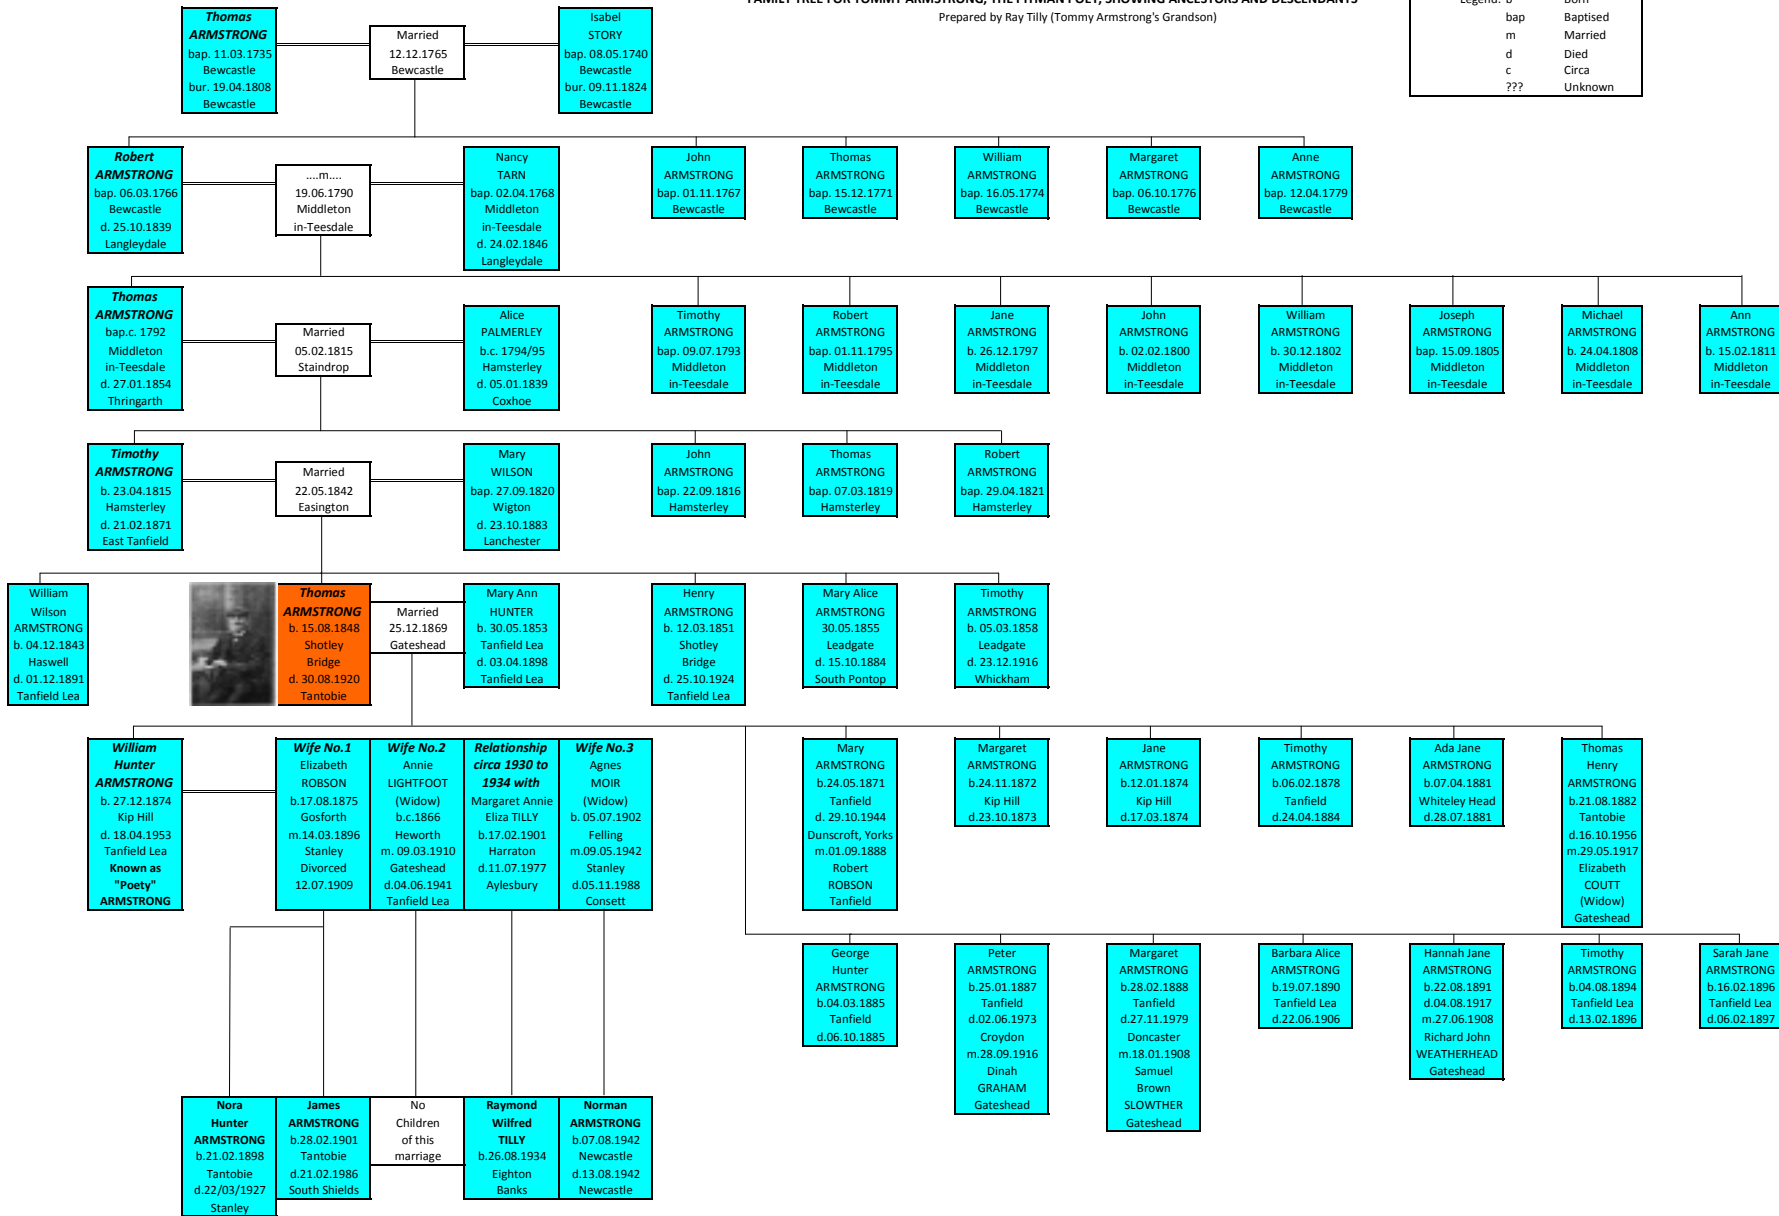 FAMILY TREE FOR TOMMY ARMSTRONG, THE PITMAN POET, SHOWING ANCESTORS AND DESCENDANTS
Prepared by Ray Tilly (Tommy Armstrong's Grandson)
Legend: b Born
bap Baptised
m Married
d Died
c Circa
??? Unknown
Thomas
ARMSTRONG
bap. 11.03.1735
Bewcastle
bur. 19.04.1808
Bewcastle
Married
12.12.1765
Bewcastle
Isabel
STORY
bap. 08.05.1740
Bewcastle
bur. 09.11.1824
Bewcastle
Robert
ARMSTRONG
bap. 06.03.1766
Bewcastle
d. 25.10.1839
Langleydale
....m....
19.06.1790
Middleton
in-Teesdale
Nancy
TARN
bap. 02.04.1768
Middleton
in-Teesdale
d. 24.02.1846
Langleydale
John
ARMSTRONG
bap. 01.11.1767
Bewcastle
Thomas
ARMSTRONG
bap. 15.12.1771
Bewcastle
William
ARMSTRONG
bap. 16.05.1774
Bewcastle
Margaret
ARMSTRONG
bap. 06.10.1776
Bewcastle
Anne
ARMSTRONG
bap. 12.04.1779
Bewcastle
Thomas
ARMSTRONG
bap.c. 1792
Middleton
in-Teesdale
d. 27.01.1854
Thringarth
Married
05.02.1815
Staindrop
Alice
PALMERLEY
b.c. 1794/95
Hamsterley
d. 05.01.1839
Coxhoe
Timothy
ARMSTRONG
bap. 09.07.1793
Middleton
in-Teesdale
Robert
ARMSTRONG
bap. 01.11.1795
Middleton
in-Teesdale
Jane
ARMSTRONG
b. 26.12.1797
Middleton
in-Teesdale
John
ARMSTRONG
b. 02.02.1800
Middleton
in-Teesdale
William
ARMSTRONG
b. 30.12.1802
Middleton
in-Teesdale
Joseph
ARMSTRONG
bap. 15.09.1805
Middleton
in-Teesdale
Michael
ARMSTRONG
b. 24.04.1808
Middleton
in-Teesdale
Ann
ARMSTRONG
b. 15.02.1811
Middleton
in-Teesdale
Timothy
ARMSTRONG
b. 23.04.1815
Hamsterley
d. 21.02.1871
East Tanfield
Married
22.05.1842
Easington
Mary
WILSON
bap. 27.09.1820
Wigton
d. 23.10.1883
Lanchester
John
ARMSTRONG
bap. 22.09.1816
Hamsterley
Thomas
ARMSTRONG
bap. 07.03.1819
Hamsterley
Robert
ARMSTRONG
bap. 29.04.1821
Hamsterley
William
Wilson
ARMSTRONG
b. 04.12.1843
Haswell
d. 01.12.1891
Tanfield Lea
Thomas
ARMSTRONG
b. 15.08.1848
Shotley
Bridge
d. 30.08.1920
Tantobie
Married
25.12.1869
Gateshead
Mary Ann
HUNTER
b. 30.05.1853
Tanfield Lea
d. 03.04.1898
Tanfield Lea
Henry
ARMSTRONG
b. 12.03.1851
Shotley
Bridge
d. 25.10.1924
Tanfield Lea
Mary Alice
ARMSTRONG
30.05.1855
Leadgate
d. 15.10.1884
South Pontop
Timothy
ARMSTRONG
b. 05.03.1858
Leadgate
d. 23.12.1916
Whickham
William
Hunter
ARMSTRONG
b. 27.12.1874
Kip Hill
d. 18.04.1953
Tanfield Lea
Known as
"Poety"
ARMSTRONG
Wife No.1
Elizabeth
ROBSON
b.17.08.1875
Gosforth
m.14.03.1896
Stanley
Divorced
12.07.1909
Wife No.2
Annie
LIGHTFOOT
(Widow)
b.c.1866
Heworth
m. 09.03.1910
Gateshead
d.04.06.1941
Tanfield Lea
Relationship
circa 1930 to
1934 with
Margaret Annie
Eliza TILLY
b.17.02.1901
Harraton
d.11.07.1977
Aylesbury
Wife No.3
Agnes
MOIR
(Widow)
b. 05.07.1902
Felling
m.09.05.1942
Stanley
d.05.11.1988
Consett
Mary
ARMSTRONG
b.24.05.1871
Tanfield
d. 29.10.1944
Dunscroft, Yorks
m.01.09.1888
Robert
ROBSON
Tanfield
Margaret
ARMSTRONG
b.24.11.1872
Kip Hill
d.23.10.1873
Jane
ARMSTRONG
b.12.01.1874
Kip Hill
d.17.03.1874
Timothy
ARMSTRONG
b.06.02.1878
Tanfield
d.24.04.1884
Ada Jane
ARMSTRONG
b.07.04.1881
Whiteley Head
d.28.07.1881
Thomas
Henry
ARMSTRONG
b.21.08.1882
Tantobie
d.16.10.1956
m.29.05.1917
Elizabeth
COUTT
(Widow)
Gateshead
George
Hunter
ARMSTRONG
b.04.03.1885
Tanfield
d.06.10.1885
Peter
ARMSTRONG
b.25.01.1887
Tanfield
d.02.06.1973
Croydon
m.28.09.1916
Dinah
GRAHAM
Gateshead
Margaret
ARMSTRONG
b.28.02.1888
Tanfield
d.27.11.1979
Doncaster
m.18.01.1908
Samuel
Brown
SLOWTHER
Gateshead
Barbara Alice
ARMSTRONG
b.19.07.1890
Tanfield Lea
d.22.06.1906
Hannah Jane
ARMSTRONG
b.22.08.1891
d.04.08.1917
m.27.06.1908
Richard John
WEATHERHEAD
Gateshead
Timothy
ARMSTRONG
b.04.08.1894
Tanfield Lea
d.13.02.1896
Sarah Jane
ARMSTRONG
b.16.02.1896
Tanfield Lea
d.06.02.1897
Nora
Hunter
ARMSTRONG
b.21.02.1898
Tantobie
d.22/03/1927
Stanley
James
ARMSTRONG
b.28.02.1901
Tantobie
d.21.02.1986
South Shields
No
Children
of this
marriage
Raymond
Wilfred
TILLY
b.26.08.1934
Eighton
Banks
Norman
ARMSTRONG
b.07.08.1942
Newcastle
d.13.08.1942
Newcastle